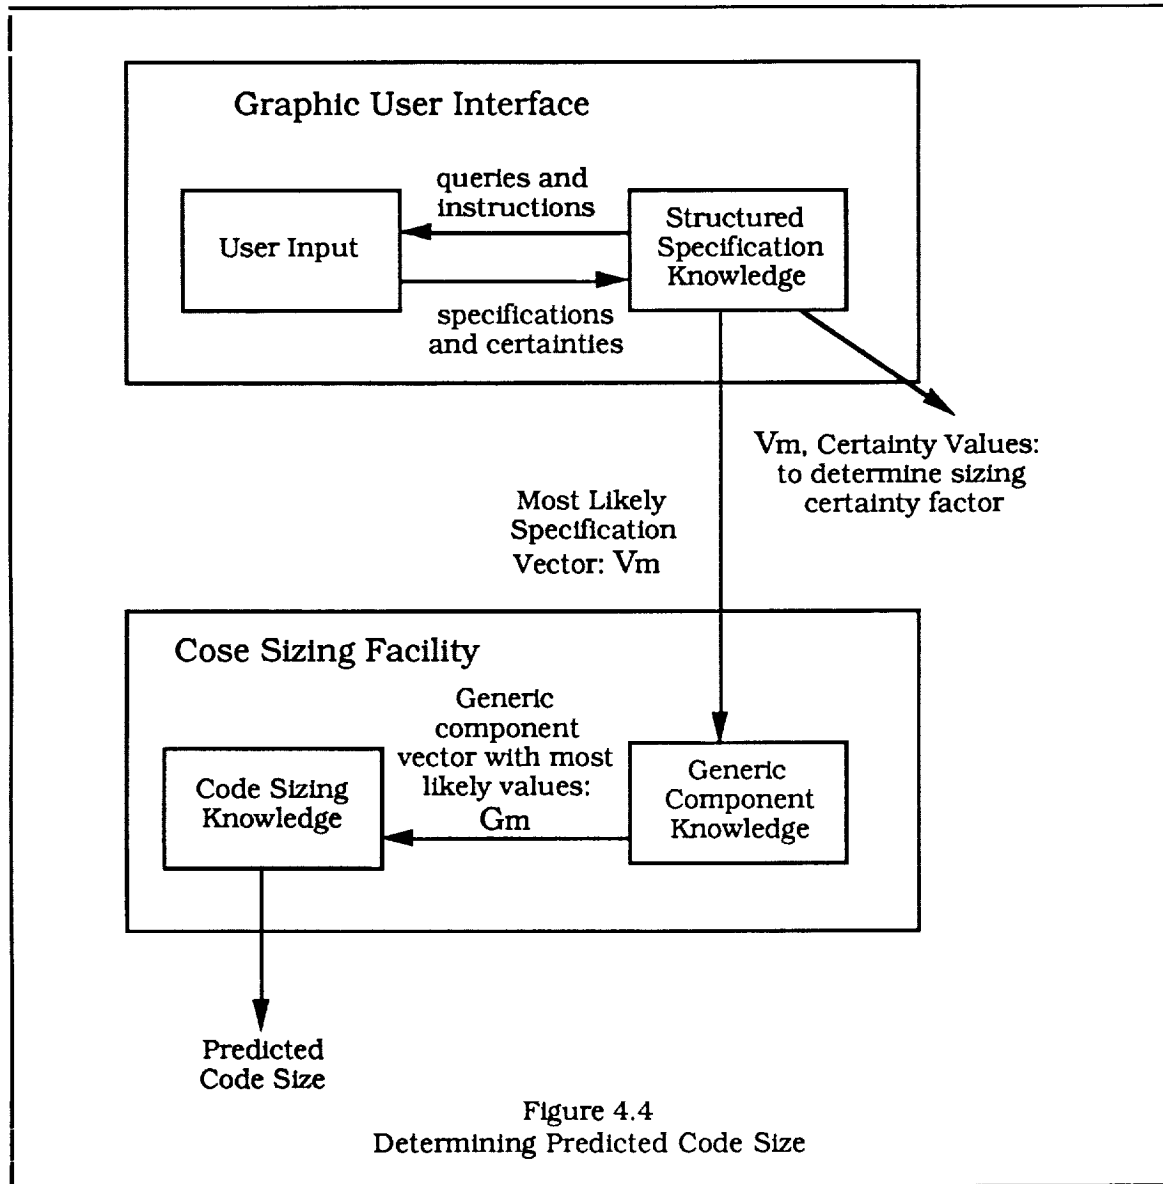 Graphic User Interface
queries and
instructions
User Input
Structured
Specification
Knowledge
specifications
and certainties
Vm, Certainty Values:
to determine sizing
certainty factor
Most Likely
Specification
Vector: Vm
Cose Sizing Facility
Generic
component
vector with most
likely values:
Gm
Code Sizing
Knowledge
Generic
Component
Knowledge
Predicted
Code Size
Figure 4.4
Determining Predicted Code Size